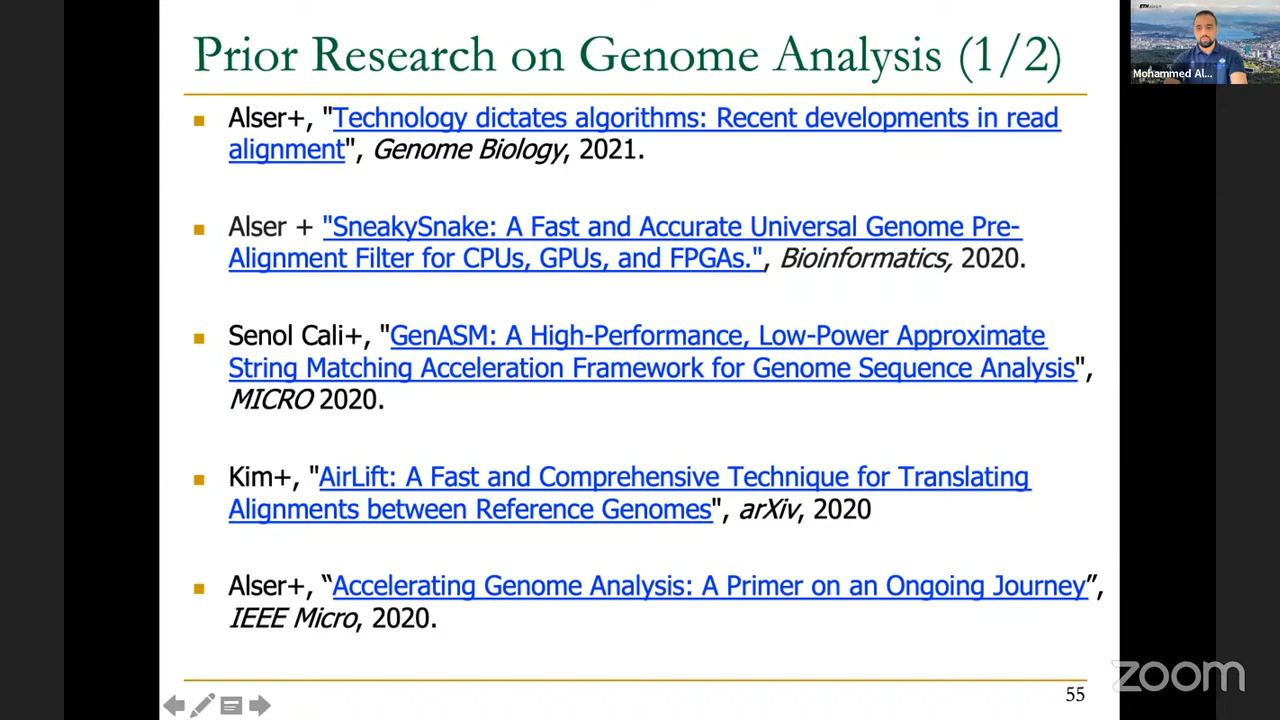 Prior Research on Genome Analysis (1/2)
Alser+, "Technology dictates algorithms: Recent developments in read
alignment", Genome Biology, 2021.
Alser + "SneakySnake: A Fast and Accurate Universal Genome Pre-
Alignment Filter for CPUs, GPUs, and FPGAs.", Bioinformatics, 2020.
Senol Cali+, "GenASM: A High-Performance, Low-Power Approximate
String Matching Acceleration Framework for Genome Sequence Analysis",
MICRO 2020.
Kim+, "AirLift: A Fast and Comprehensive Technique for Translating
Alignments between Reference Genomes", arXiv, 2020
Alser+, “Accelerating Genome Analysis: A Primer on an Ongoing Journey”,
IEEE Micro, 2020.
55
Mohammed Al...
zoom